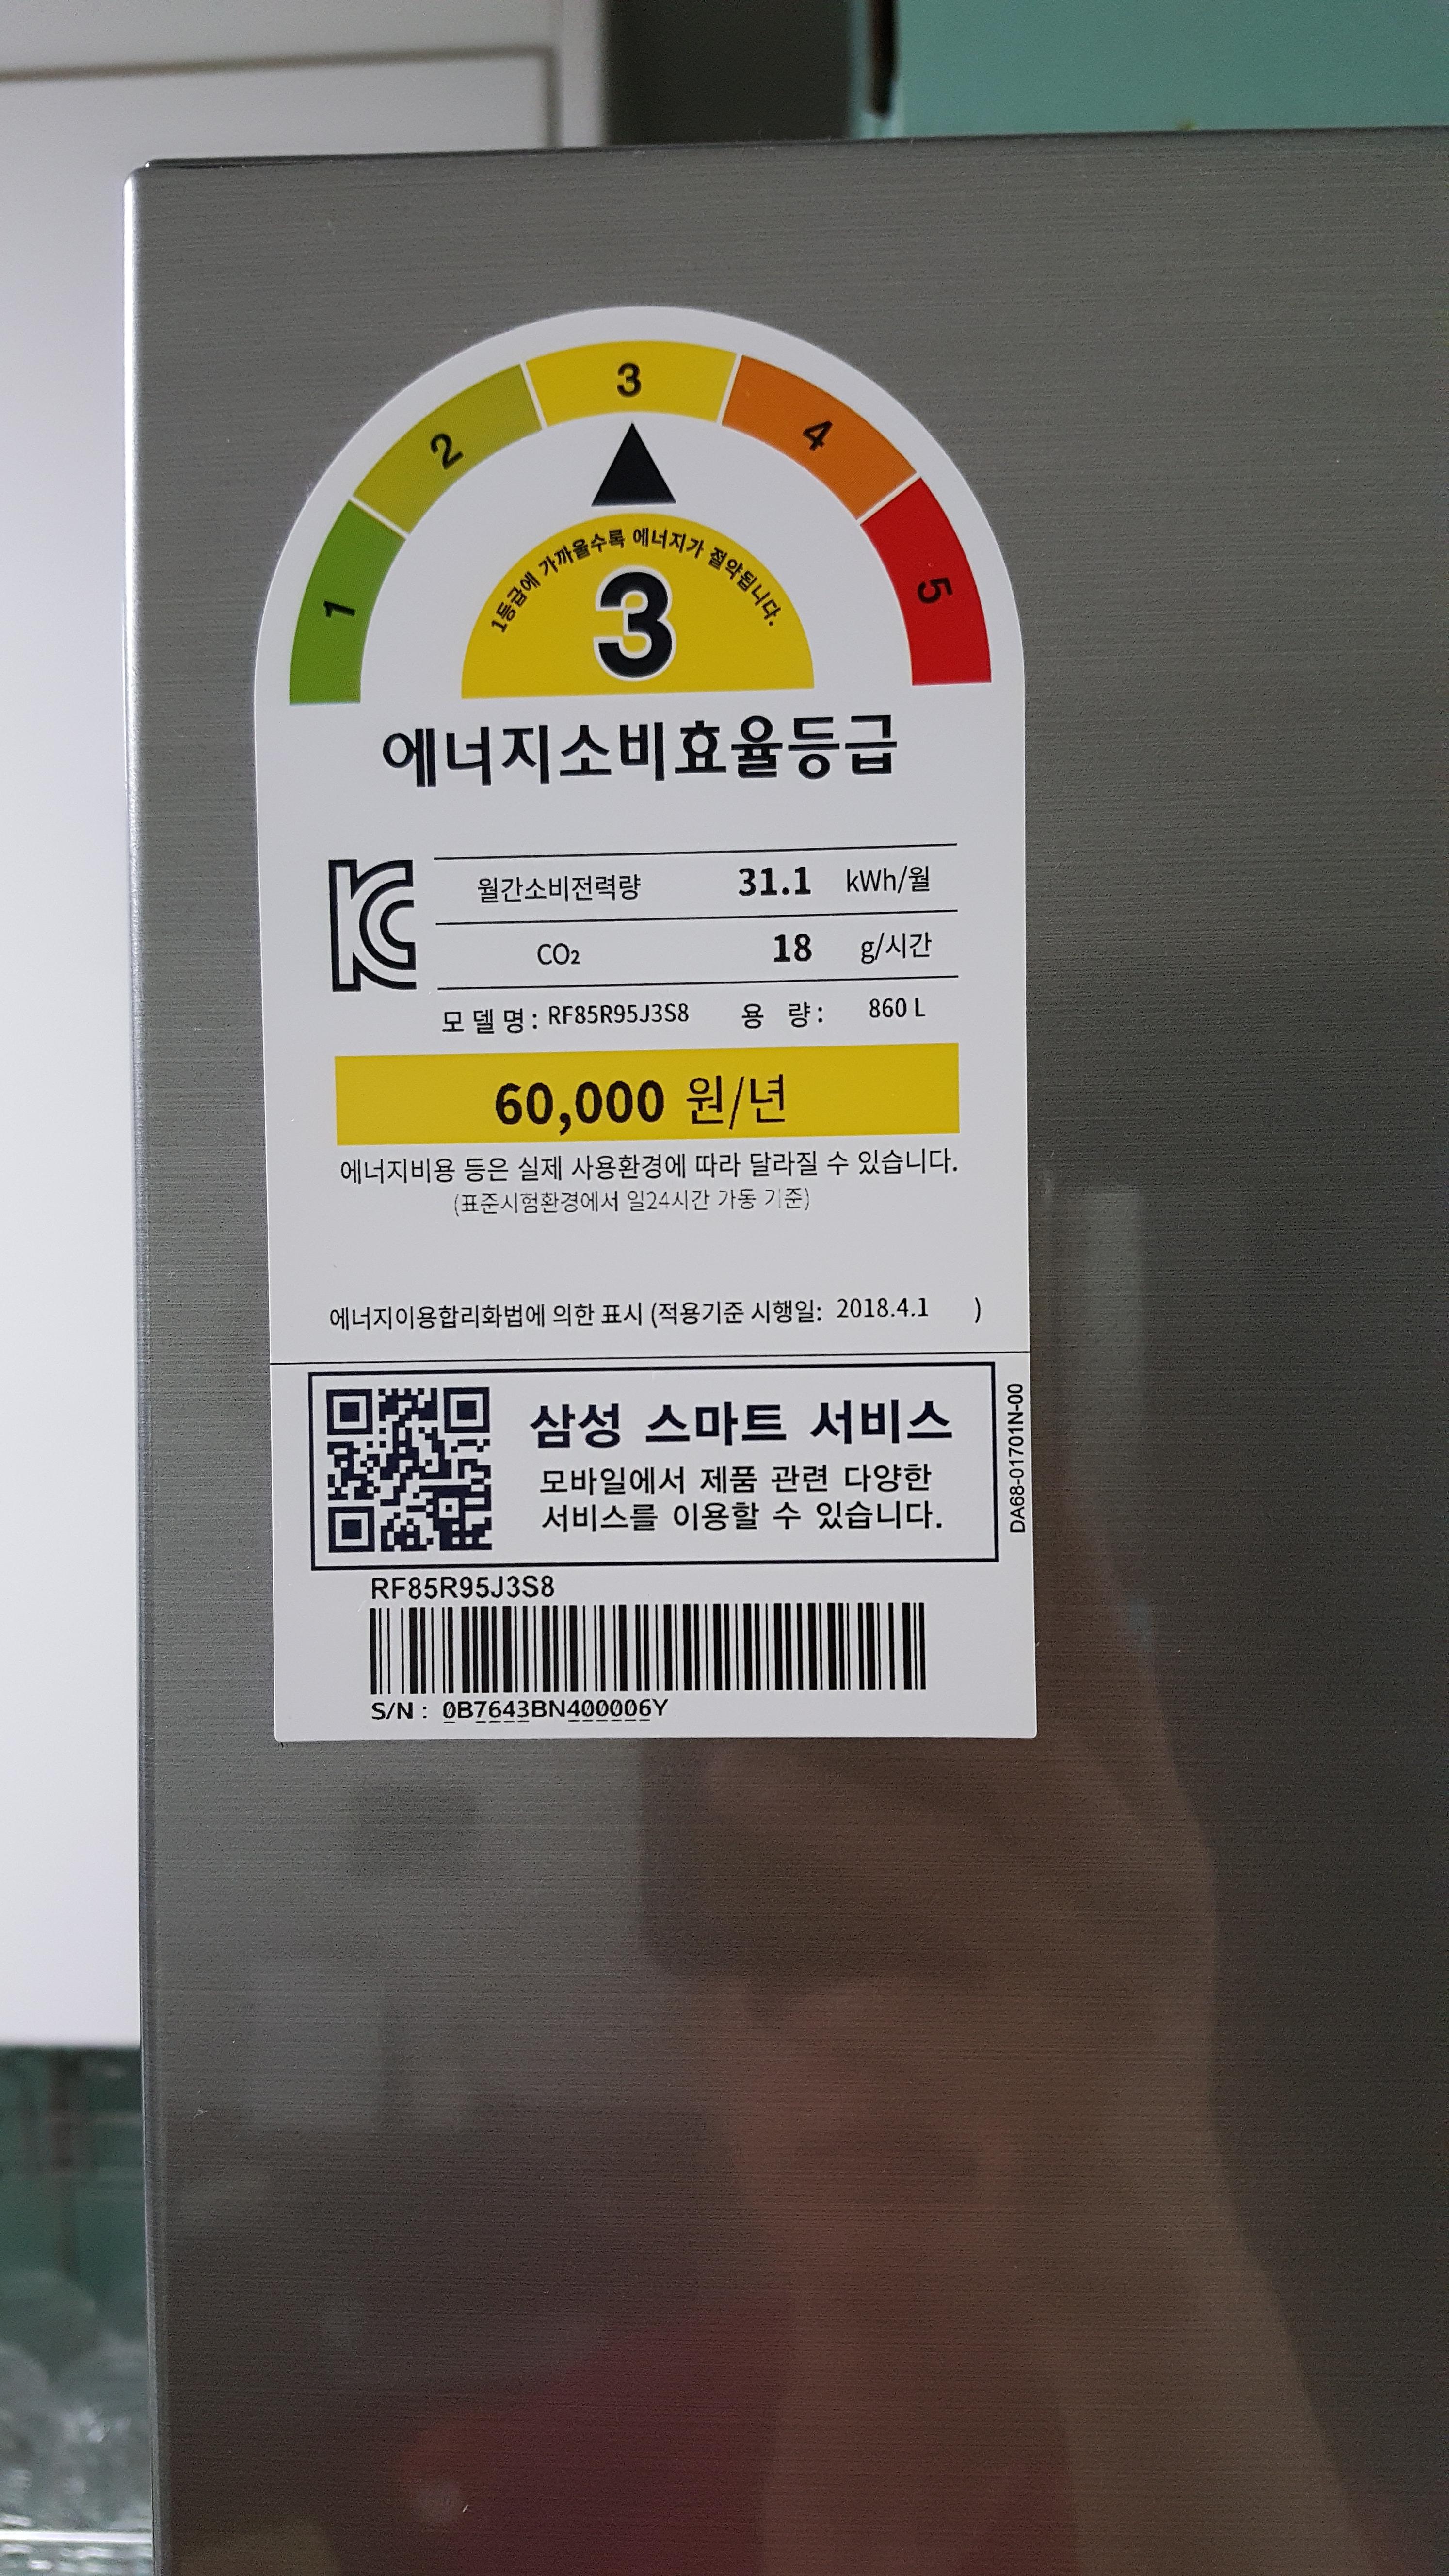 1 2 3 4 5
1등급에 가까울수록 에너지가 절약됩니다.
3
에너지소비효율등급
월간소비전력량 31.1 kWh/월
CO₂ 18 g/시간
모 델 명 : RF85R95J3S8 용 량 : 860 L
60,000 원/년
에너지비용 등은 실제 사용환경에 따라 달라질 수 있습니다.
(표준시험환경에서 일24시간 가동 기준)
에너지이용합리화법에 의한 표시 (적용기준 시행일: 2018.4.1 )
삼성 스마트 서비스
모바일에서 제품 관련 다양한
서비스를 이용할 수 있습니다.
DA68-01701N-00
RF85R95J3S8
S/N : 0B7643BN400006Y